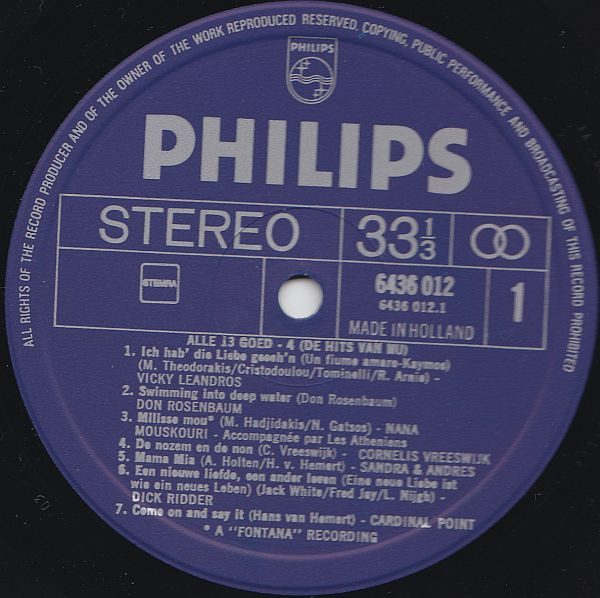 ALL RIGHTS OF THE RECORD PRODUCER AND OF THE OWNER OF THE WORK REPRODUCED RESERVED. COPYING, PUBLIC PERFORMANCE AND BROADCASTING OF THIS RECORD PROHIBITED
PHILIPS
PHILIPS
STEREO 33 1/3
STEMRA 6436 012 1
6436 012.1
MADE IN HOLLAND
ALLE 13 GOED - 4 (DE HITS VAN NU)
1. Ich hab' die Liebe geseh'n (Un fiume amaro-Kaymos)
(M. Theodorakis/Cristodoulou/Tominelli/R. Arnie) -
VICKY LEANDROS
2. Swimming into deep water (Don Rosenbaum)
DON ROSENBAUM
3. Milisse mou* (M. Hadjidakis/N. Gatsos) - NANA
MOUSKOURI - Accompagnée par Les Atheniens
4. De nozem en de non (C. Vreeswijk) - CORNELIS VREESWIJK
5. Mama Mia (A. Holten/H. v. Hemert) - SANDRA & ANDRES
6. Een nieuwe liefde, een ander leven (Eine neue Liebe ist
wie ein neues Leben) (Jack White/Fred Jay/L. Nijgh) -
DICK RIDDER
7. Come on and say it (Hans van Hemert) - CARDINAL POINT
* A "FONTANA" RECORDING